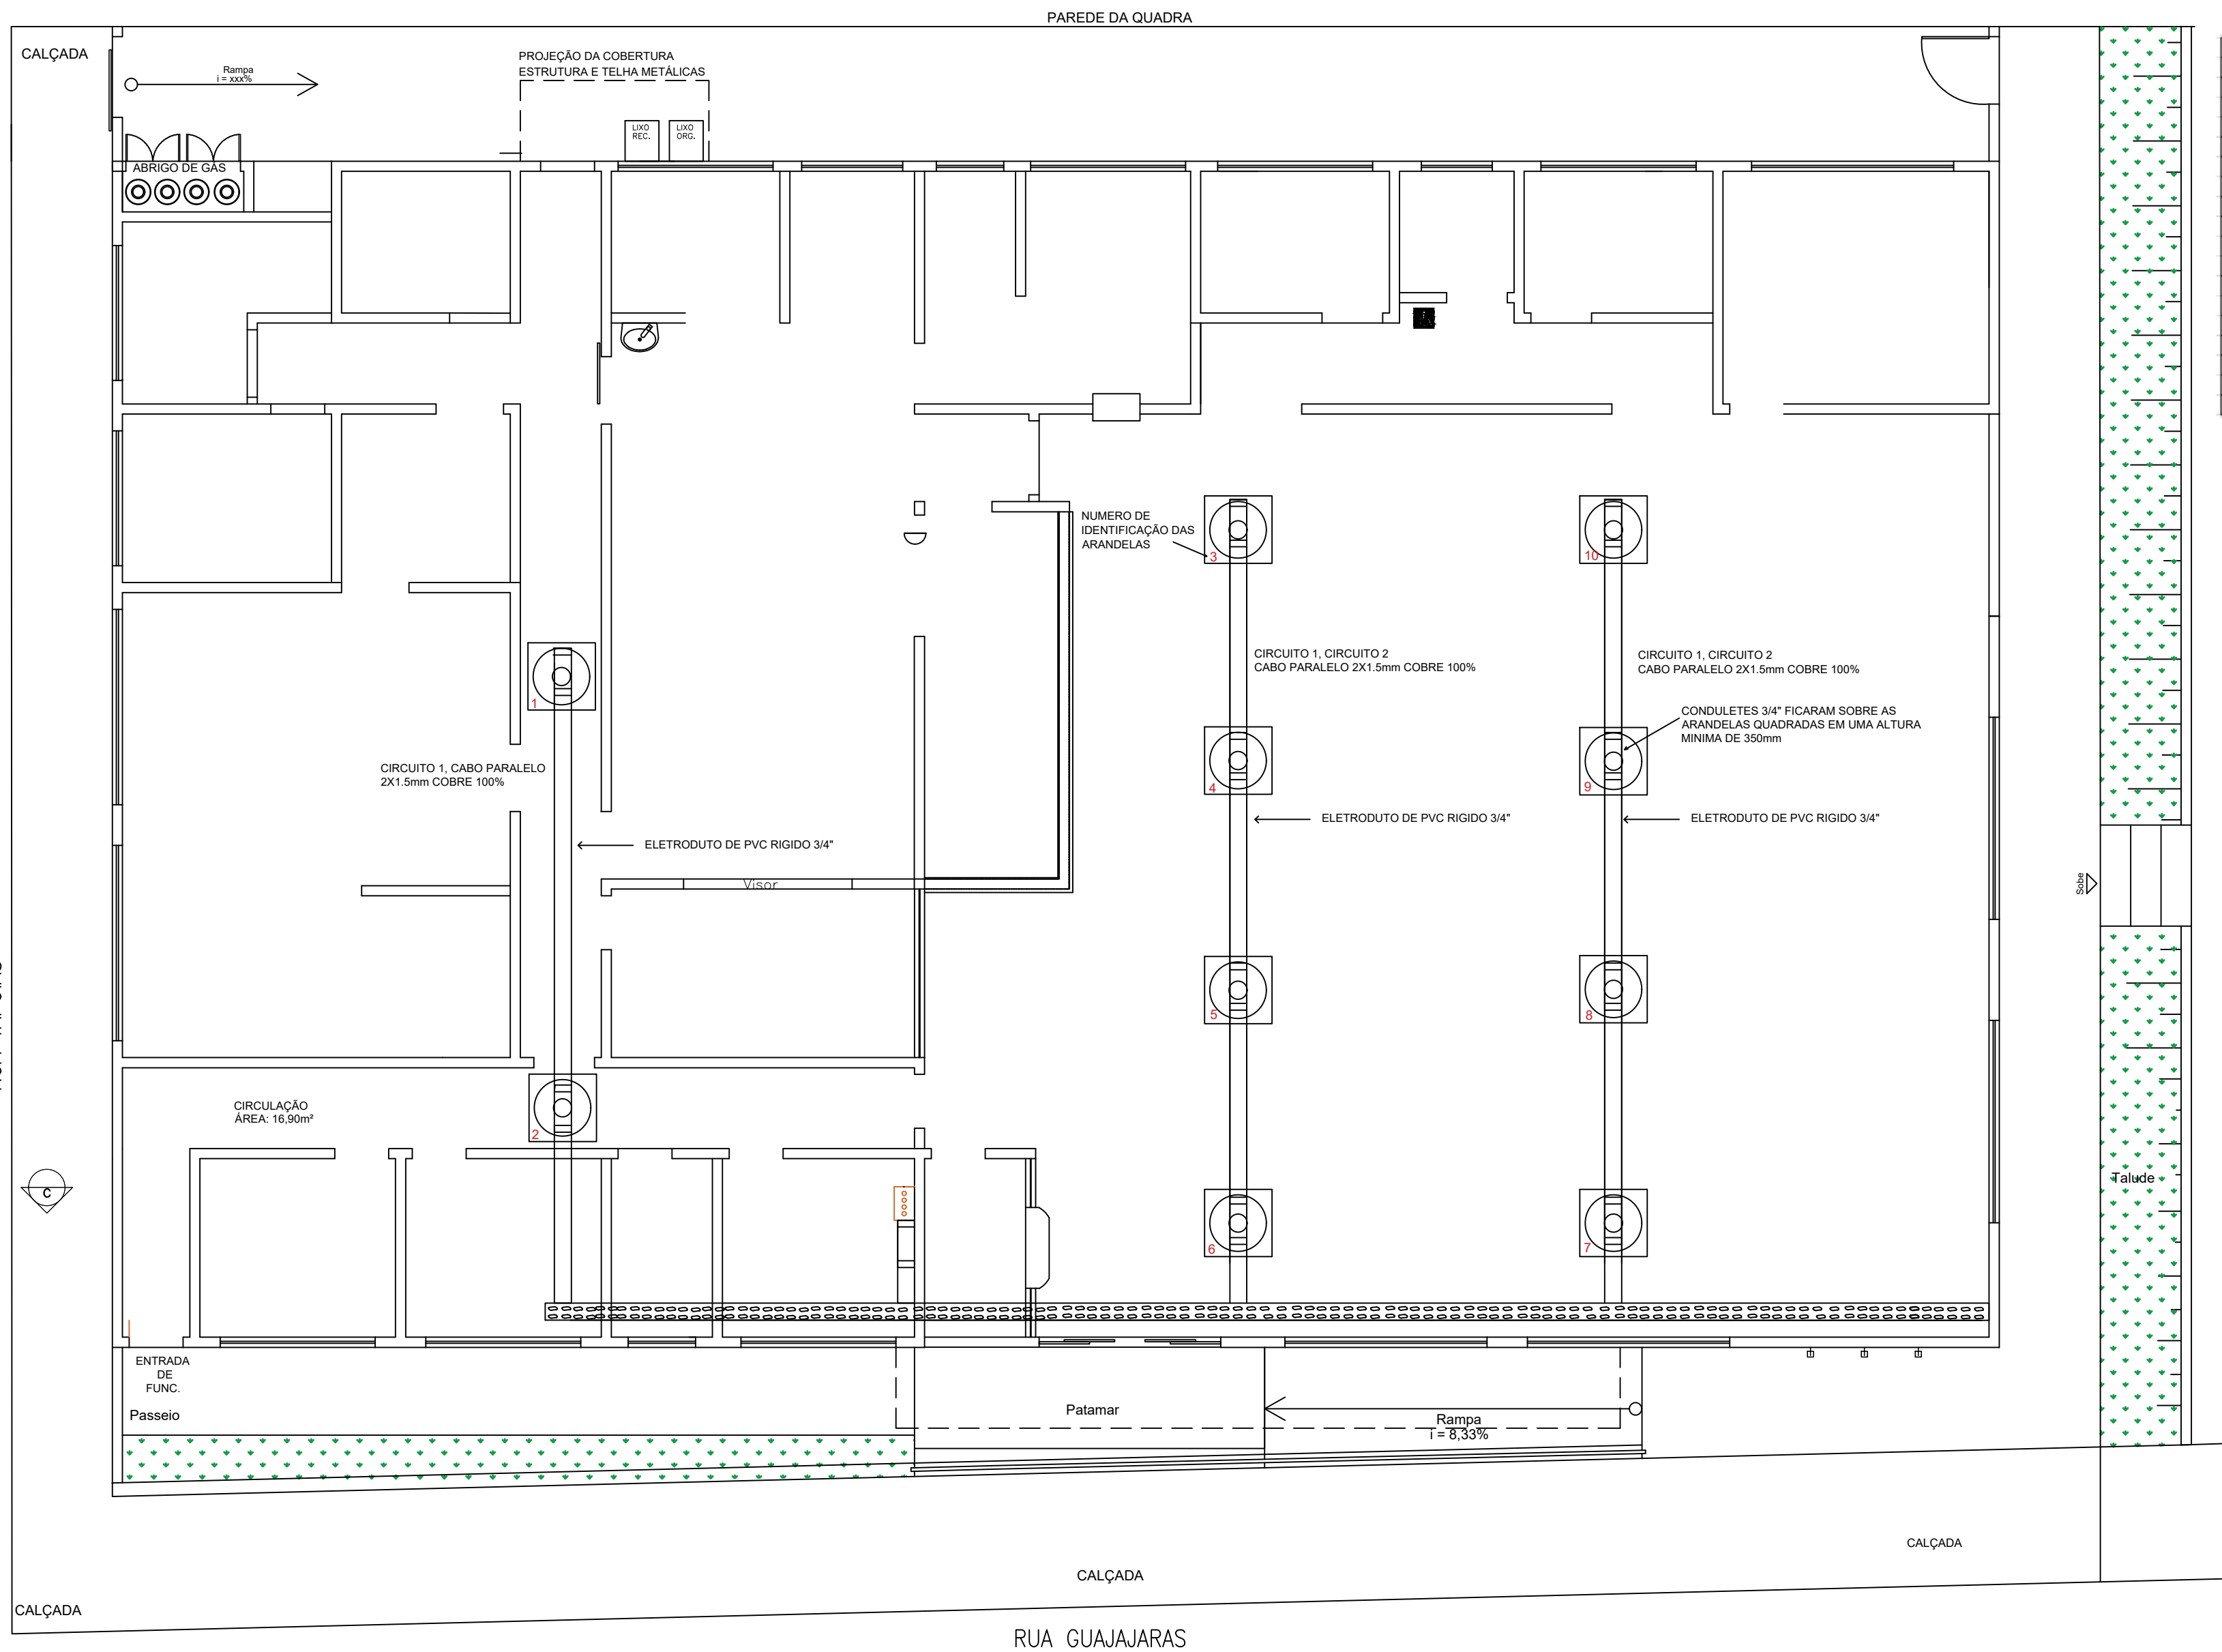 PAREDE DA QUADRA
CALÇADA
Rampa
i = xxx%
PROJEÇÃO DA COBERTURA
ESTRUTURA E TELHA METÁLICAS
LIXO
REC.
LIXO
ORG.
ABRIGO DE GÁS
NUMERO DE
IDENTIFICAÇÃO DAS
ARANDELAS
3
10
CIRCUITO 1, CIRCUITO 2
CABO PARALELO 2X1.5mm COBRE 100%
CIRCUITO 1, CIRCUITO 2
CABO PARALELO 2X1.5mm COBRE 100%
1
CONDULETES 3/4" FICARAM SOBRE AS
ARANDELAS QUADRADAS EM UMA ALTURA
MINIMA DE 350mm
CIRCUITO 1, CABO PARALELO
2X1.5mm COBRE 100%
4
9
ELETRODUTO DE PVC RIGIDO 3/4"
ELETRODUTO DE PVC RIGIDO 3/4"
ELETRODUTO DE PVC RIGIDO 3/4"
Visor
Sobe
5
8
CIRCULAÇÃO
ÁREA: 16,90m²
2
C
Talude
6
7
ENTRADA
DE
FUNC.
Passeio
Patamar
Rampa
i = 8,33%
CALÇADA
CALÇADA
CALÇADA
RUA GUAJAJARAS